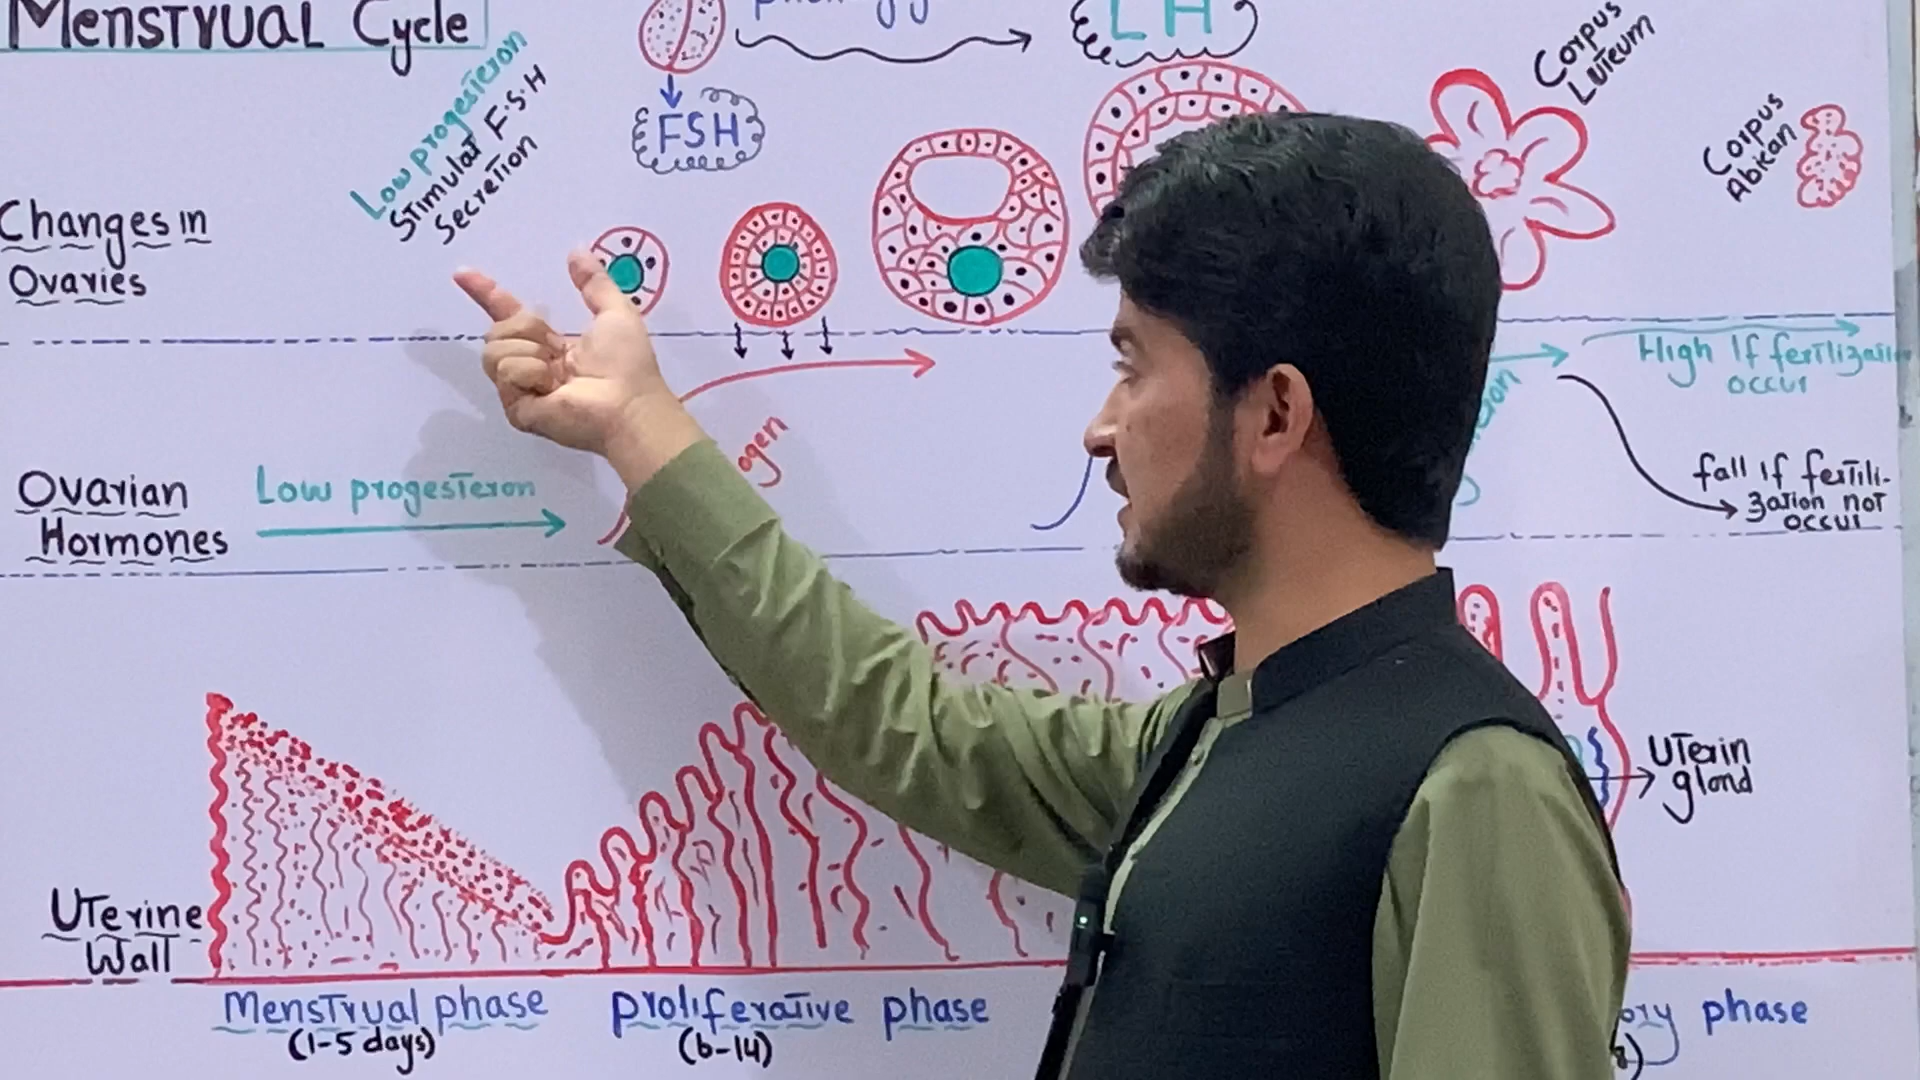 Menstrual Cycle
Low progesteron
Stimulat F.S.H
Secretion
FSH
LH
Corpus
Luteum
Corpus
Abican
Changes in
Ovaries
High If fertilization
occur
fall If fertili-
zation not
occur
Ovarian
Hormones
Low progesteron
Uterin
gland
Uterine
Wall
Menstrual phase
(1-5 days)
proliferative phase
(6-14)
phase